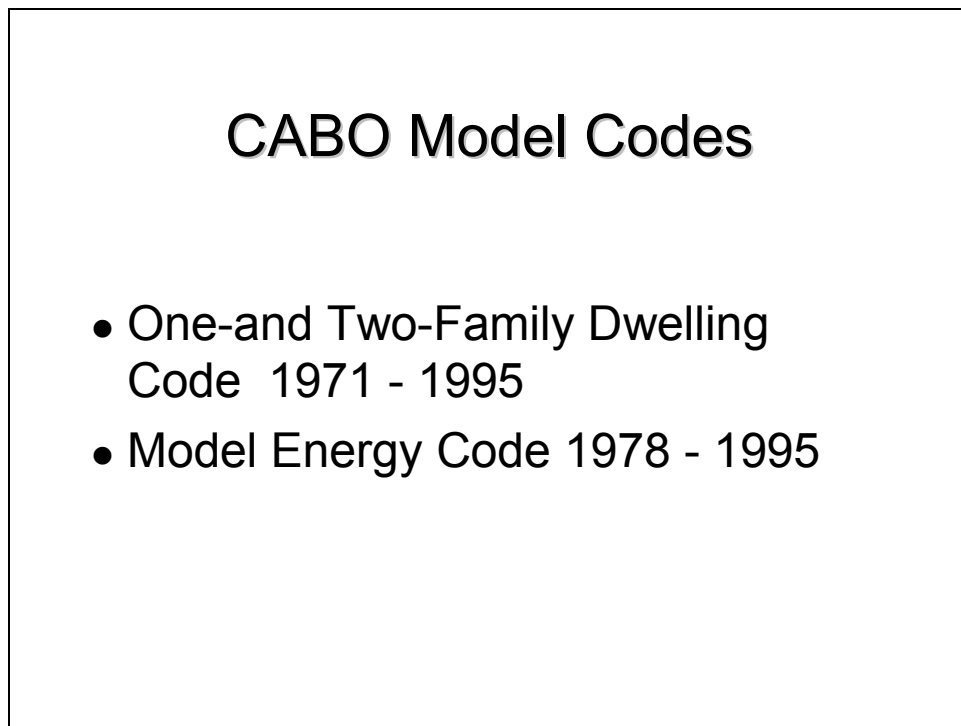 CABO Model Codes
● One-and Two-Family Dwelling
Code  1971 - 1995
● Model Energy Code 1978 - 1995